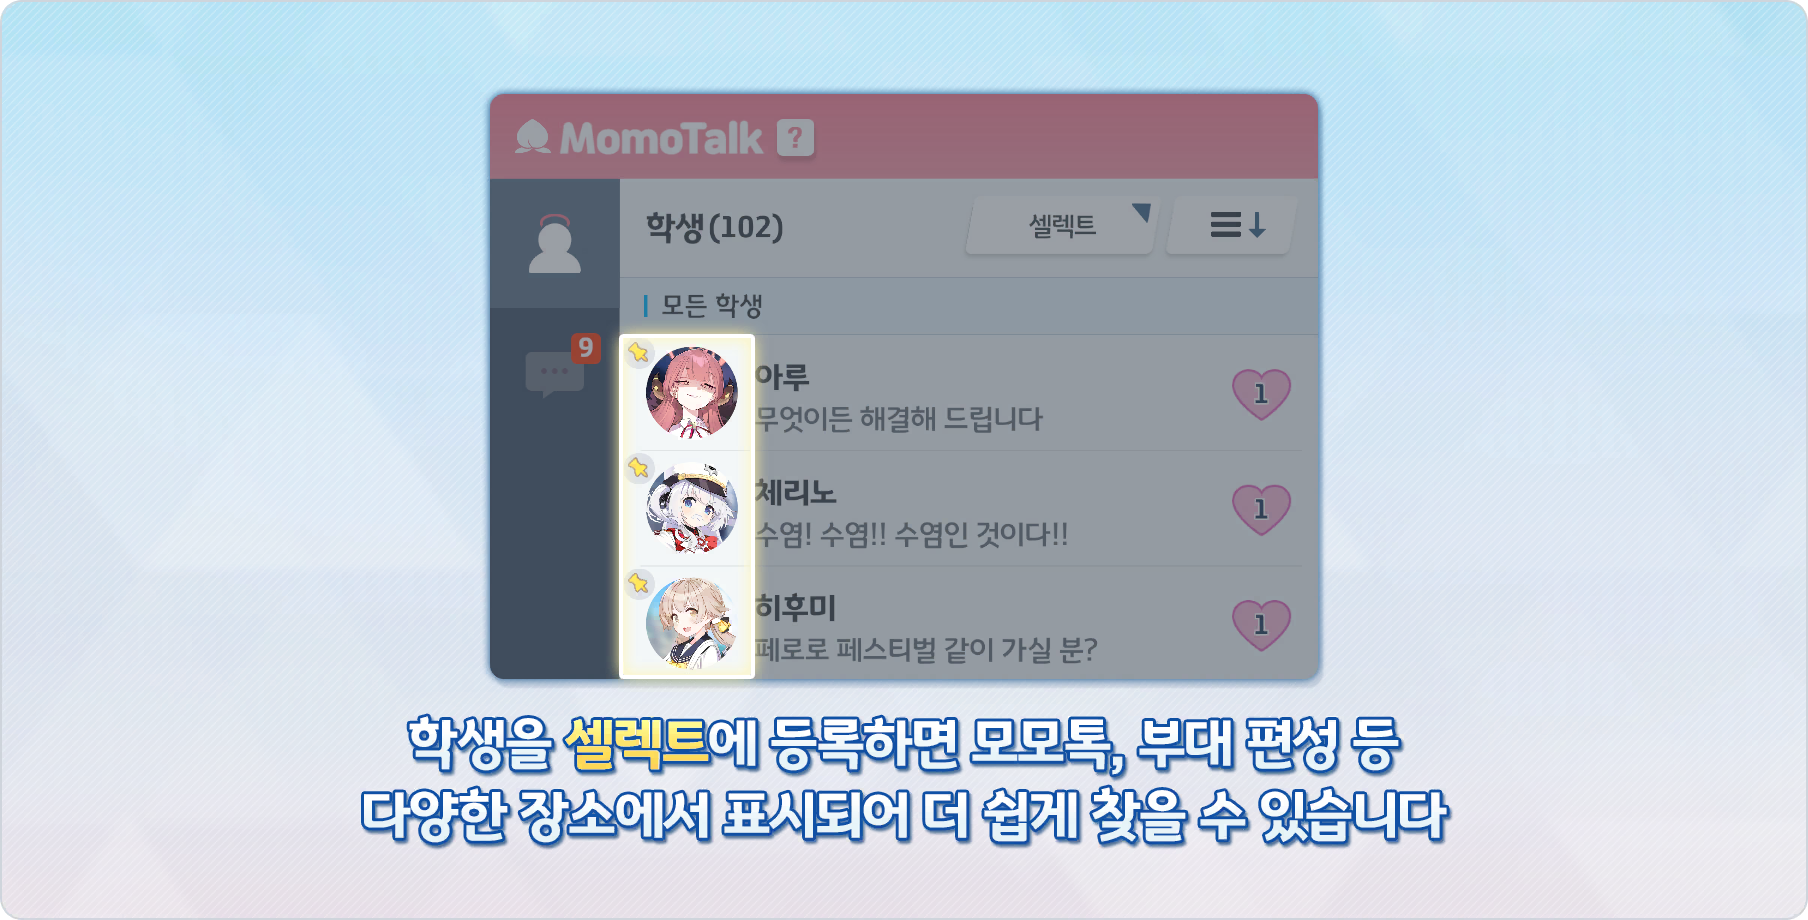 MomoTalk ?
학생(102)
셀렉트
모든 학생
9
아루
무엇이든 해결해 드립니다
1
체리노
수염! 수염!! 수염인 것이다!!
1
히후미
페로로 페스티벌 같이 가실 분?
1
학생을 셀렉트에 등록하면 모모톡, 부대 편성 등
다양한 장소에서 표시되어 더 쉽게 찾을 수 있습니다